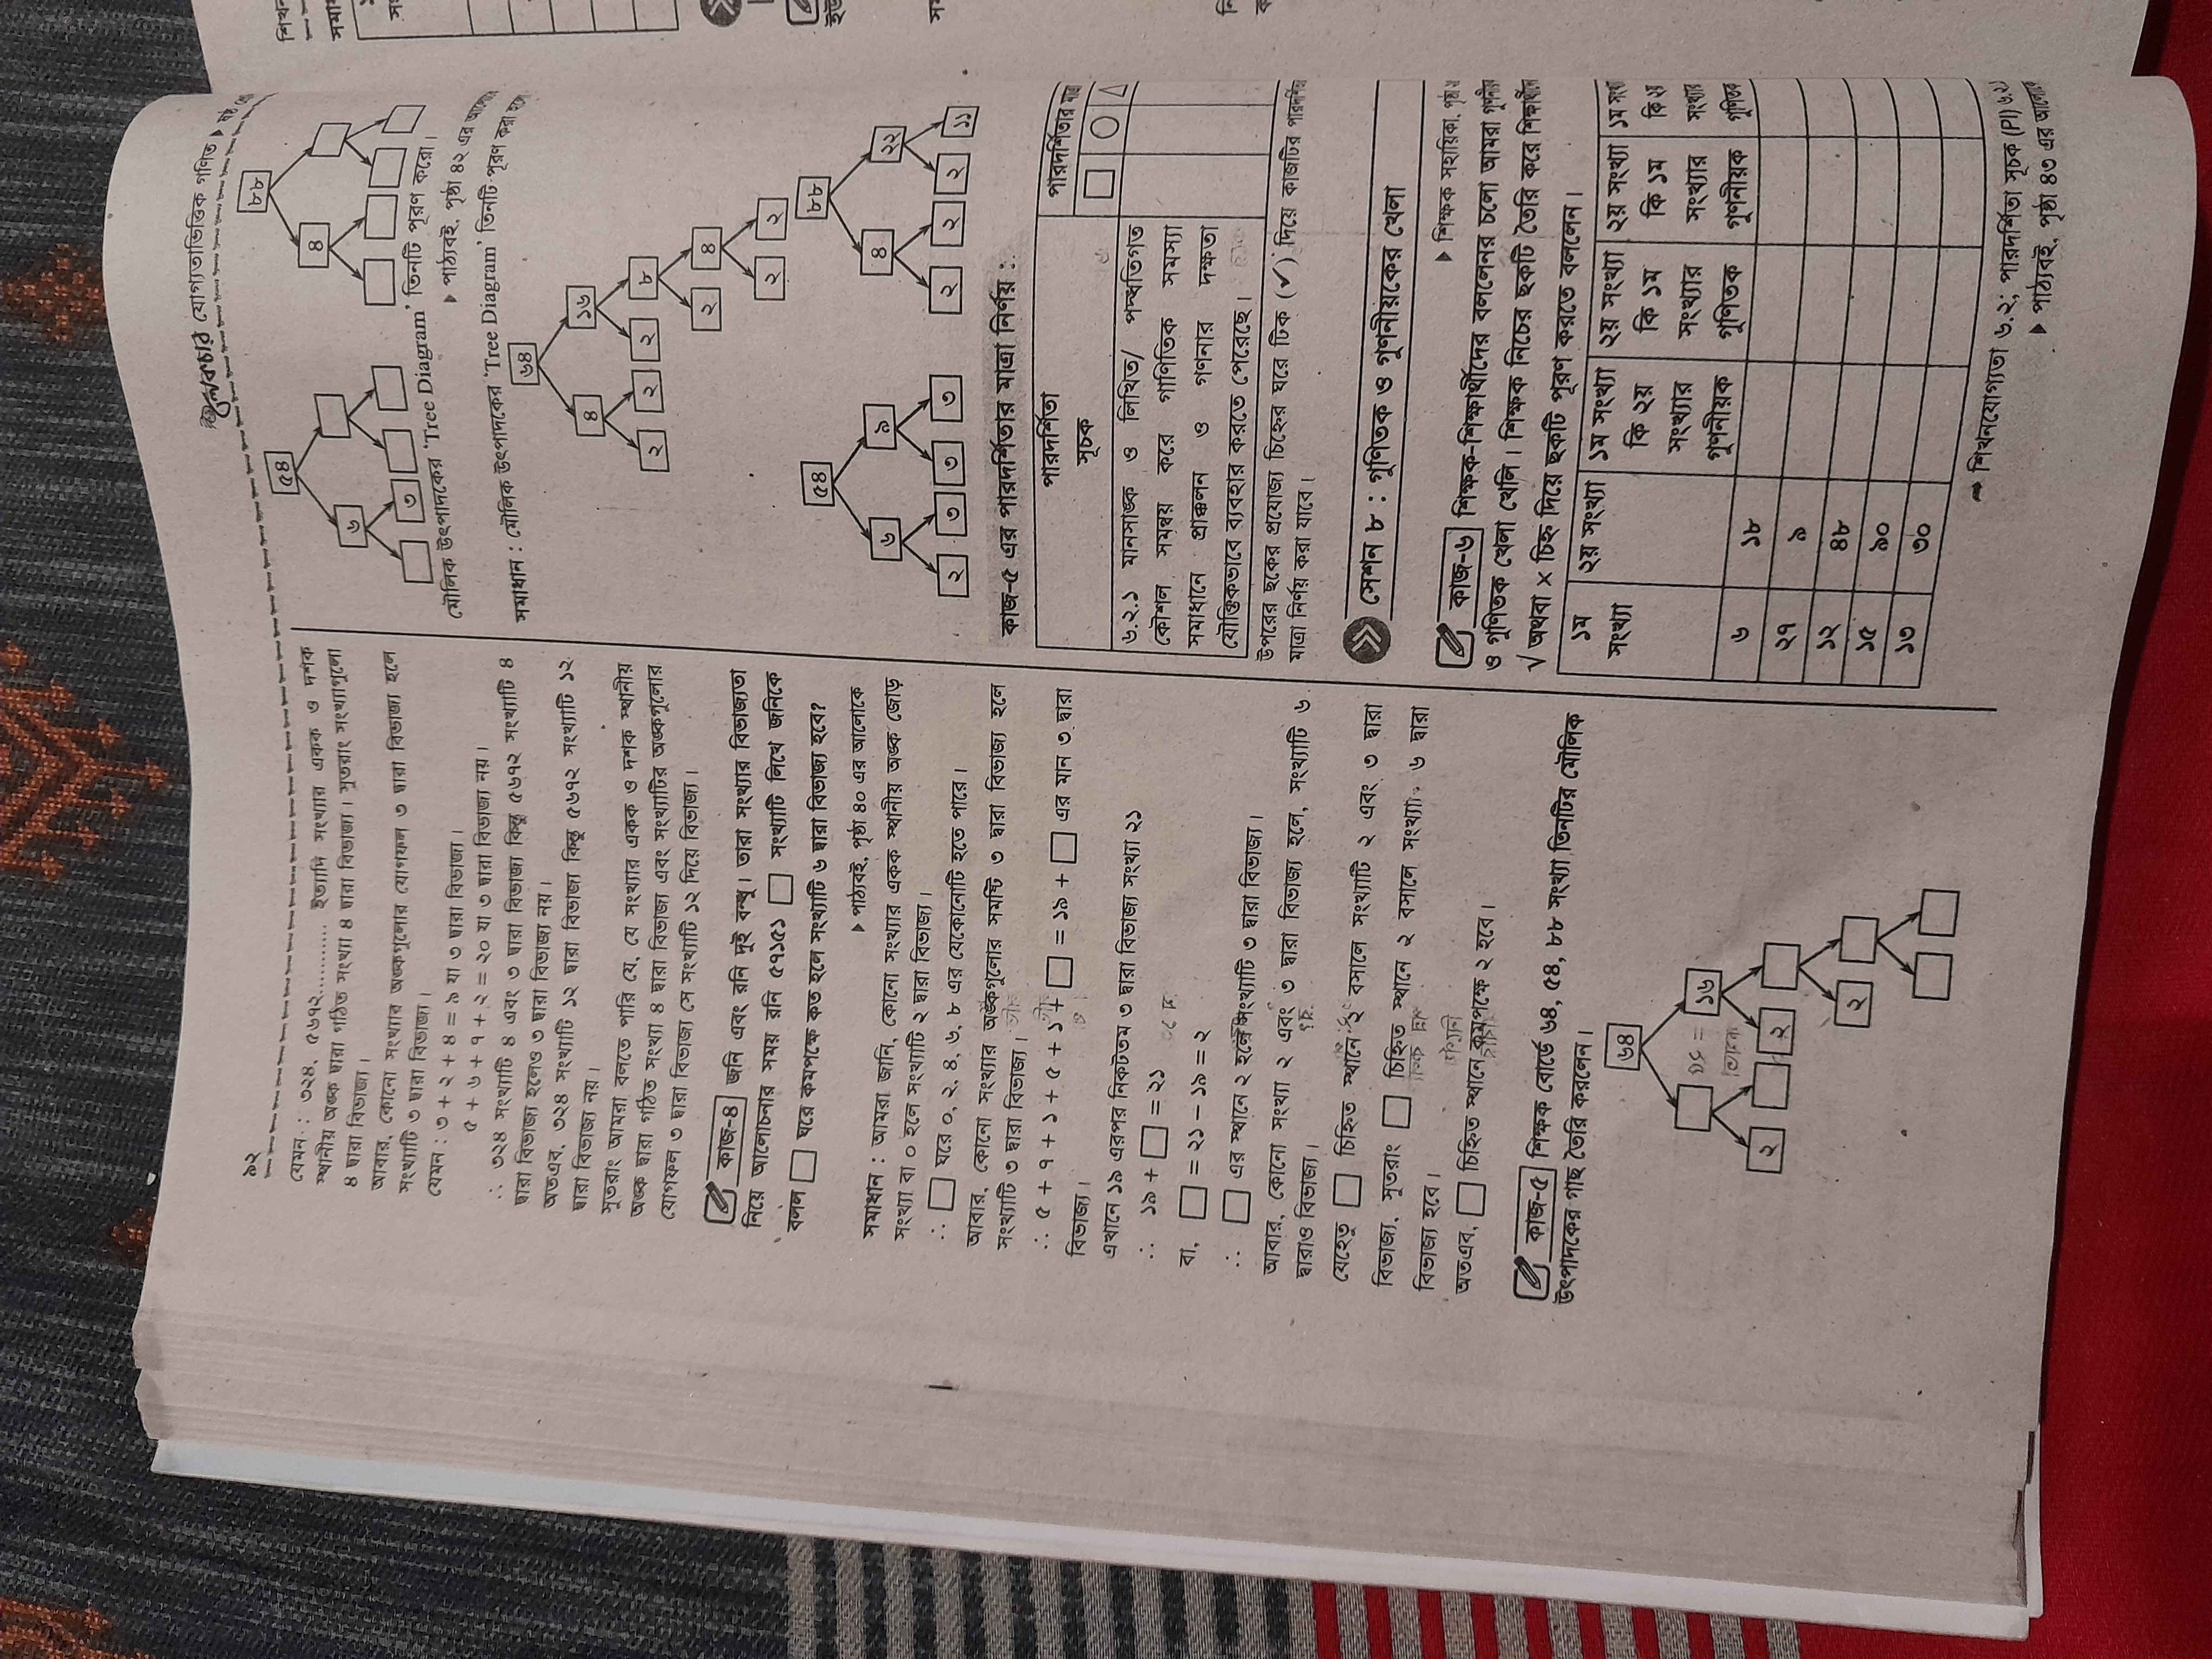 ৯২
লেকচার যোগ্যতাভিত্তিক গণিত ▶ ষষ্ঠ
যেমন : ৩২৪, ৫৬৭২........... ইত্যাদি সংখ্যার একক ও দশক
স্থানীয় অঙ্ক দ্বারা গঠিত সংখ্যা ৪ দ্বারা বিভাজ্য। সুতরাং সংখ্যাগুলো
৪ দ্বারা বিভাজ্য।
আবার, কোনো সংখ্যার অঙ্কগুলোর যোগফল ৩ দ্বারা বিভাজ্য হলে
সংখ্যাটি ৩ দ্বারা বিভাজ্য।
যেমন : ৩ + ২ + ৪ = ৯ যা ৩ দ্বারা বিভাজ্য।
৫ + ৬ + ৭ + ২ = ২০ যা ৩ দ্বারা বিভাজ্য নয়।
∴ ৩২৪ সংখ্যাটি ৪ এবং ৩ দ্বারা বিভাজ্য কিন্তু ৫৬৭২ সংখ্যাটি ৪
দ্বারা বিভাজ্য হলেও ৩ দ্বারা বিভাজ্য নয়।
অতএব, ৩২৪ সংখ্যাটি ১২ দ্বারা বিভাজ্য কিন্তু ৫৬৭২ সংখ্যাটি ১২
দ্বারা বিভাজ্য নয়।
সুতরাং আমরা বলতে পারি যে, যে সংখ্যার একক ও দশক স্থানীয়
অঙ্ক দ্বারা গঠিত সংখ্যা ৪ দ্বারা বিভাজ্য এবং সংখ্যাটির অঙ্কগুলোর
যোগফল ৩ দ্বারা বিভাজ্য সে সংখ্যাটি ১২ দিয়ে বিভাজ্য।
কাজ-৪ জনি এবং রনি দুই বন্ধু। তারা সংখ্যার বিভাজ্যতা
নিয়ে আলোচনার সময় রনি ৫৭১৫১ □ সংখ্যাটি লিখে জনিকে
বলল □ ঘরে কমপক্ষে কত হলে সংখ্যাটি ৬ দ্বারা বিভাজ্য হবে?
▶ পাঠ্যবই, পৃষ্ঠা ৪০ এর আলোকে
সমাধান : আমরা জানি, কোনো সংখ্যার একক স্থানীয় অঙ্ক জোড়
সংখ্যা বা ০ হলে সংখ্যাটি ২ দ্বারা বিভাজ্য।
∴ □ ঘরে ০, ২, ৪, ৬, ৮ এর যেকোনোটি হতে পারে।
আবার, কোনো সংখ্যার অঙ্কগুলোর সমষ্টি ৩ দ্বারা বিভাজ্য হলে
সংখ্যাটি ৩ দ্বারা বিভাজ্য।
∴ ৫ + ৭ + ১ + ৫ + ১ + □ = ১৯ + □ এর মান ৩ দ্বারা
বিভাজ্য।
এখানে ১৯ এরপর নিকটতম ৩ দ্বারা বিভাজ্য সংখ্যা ২১
∴ ১৯ + □ = ২১
বা, □ = ২১ – ১৯ = ২
∴ □ এর স্থানে ২ হলে সংখ্যাটি ৩ দ্বারা বিভাজ্য।
আবার, কোনো সংখ্যা ২ এবং ৩ দ্বারা বিভাজ্য হলে, সংখ্যাটি ৬
দ্বারাও বিভাজ্য।
যেহেতু □ চিহ্নিত স্থানে ২ বসালে সংখ্যাটি ২ এবং ৩ দ্বারা
বিভাজ্য, সুতরাং □ চিহ্নিত স্থানে ২ বসালে সংখ্যা ৬ দ্বারা
বিভাজ্য হবে।
অতএব, □ চিহ্নিত স্থানে কমপক্ষে ২ হবে।
কাজ-৫ শিক্ষক বোর্ডে ৬৪, ৫৪, ৮৮ সংখ্যা তিনটির মৌলিক
উৎপাদকের গাছ তৈরি করলেন।
৬৪
১৬
২ ২
২
৫৪ ৮৮
৬ ৪
৩
মৌলিক উৎপাদকের 'Tree Diagram' তিনটি পূরণ করো।
▶ পাঠ্যবই, পৃষ্ঠা ৪২ এর
সমাধান : মৌলিক উৎপাদকের 'Tree Diagram' তিনটি পূরণ করা হলো
৬৪
৪ ১৬
২ ২ ২ ৮
২ ৪
২ ২
৫৪ ৮৮
৬ ৯ ৪ ২২
২ ৩ ৩ ৩ ২ ২ ২ ১১
কাজ-৫ এর পারদর্শিতার মাত্রা নির্ণয় :
পারদর্শিতা
সূচক
পারদর্শিতার মাত্রা
□ ○ △
৬.২.১ মানসাঙ্ক ও লিখিত/ পদ্ধতিগত
কৌশল সমন্বয় করে গাণিতিক সমস্যা
সমাধানে প্রাক্কলন ও গণনার দক্ষতা
যৌক্তিকভাবে ব্যবহার করতে পেরেছে।
উপরের ছকের প্রযোজ্য চিহ্নের ঘরে টিক (✓) দিয়ে কাজটির
মাত্রা নির্ণয় করা যাবে।
সেশন ৮ : গুণিতক ও গুণনীয়কের খেলা
▶ শিক্ষক সহায়িকা, পৃষ্ঠা
কাজ-৬ শিক্ষক-শিক্ষার্থীদের বললেনর চলো আমরা গুণনীয়ক
ও গুণিতক খেলা খেলি। শিক্ষক নিচের ছকটি তৈরি করে
√ অথবা × চিহ্ন দিয়ে ছকটি পূরণ করতে বললেন।
১ম সংখ্যা | ২য় সংখ্যা | ১ম সংখ্যা কি ২য় সংখ্যার গুণনীয়ক | ২য় সংখ্যা কি ১ম সংখ্যার গুণিতক | ২য় সংখ্যা কি ১ম সংখ্যার গুণনীয়ক | ১ম সংখ্যা কি ২য় সংখ্যার গুণিতক
৬ ১৮
২৭ ৯
১২ ৪৮
১৫ ৯০
১৩ ৩০
➞ শিখনযোগ্যতা ৬.২; পারদর্শিতা সূচক (PI) ৬.২.১
▶ পাঠ্যবই, পৃষ্ঠা ৪৩ এর আলোকে